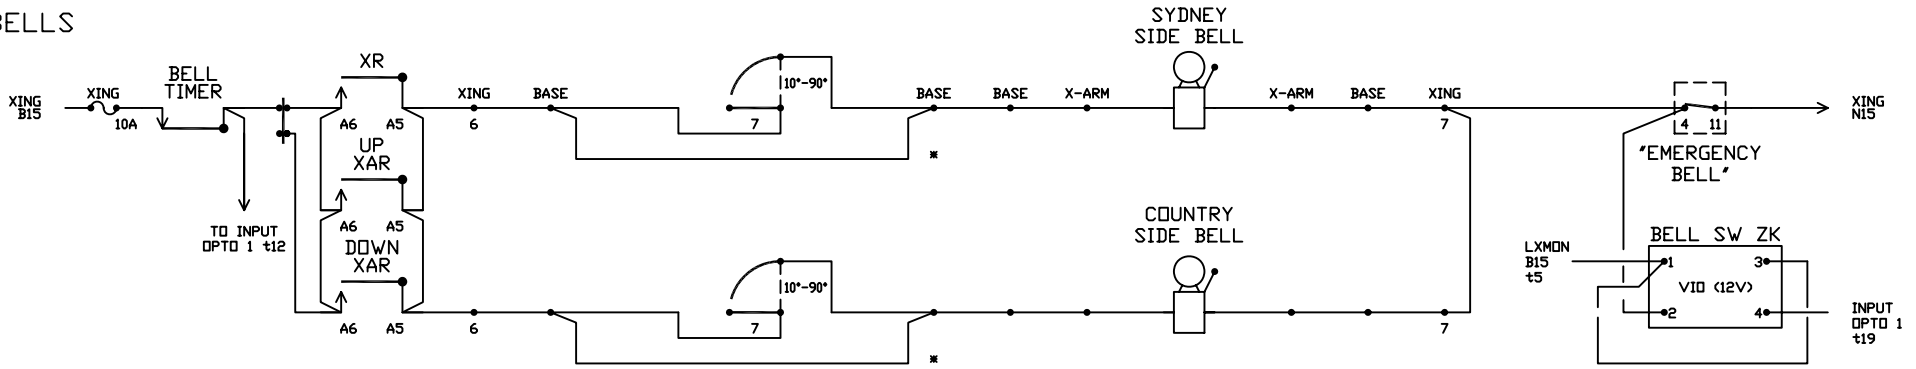 BELLS
XING
B15
XING
10A
BELL
TIMER
TO INPUT
OPTO 1 t12
XR
A6 A5
UP
XAR
A6 A5
DOWN
XAR
A6 A5
XING
6
BASE
10°-90°
7
BASE
*
BASE
X-ARM
SYDNEY
SIDE BELL
X-ARM
BASE
XING
7
4 11
"EMERGENCY
BELL"
XING
N15
6
10°-90°
7
*
COUNTRY
SIDE BELL
7
LXMON
B15
t5
BELL SW ZK
1 3
VIO (12V)
2 4
INPUT
OPTO 1
t19